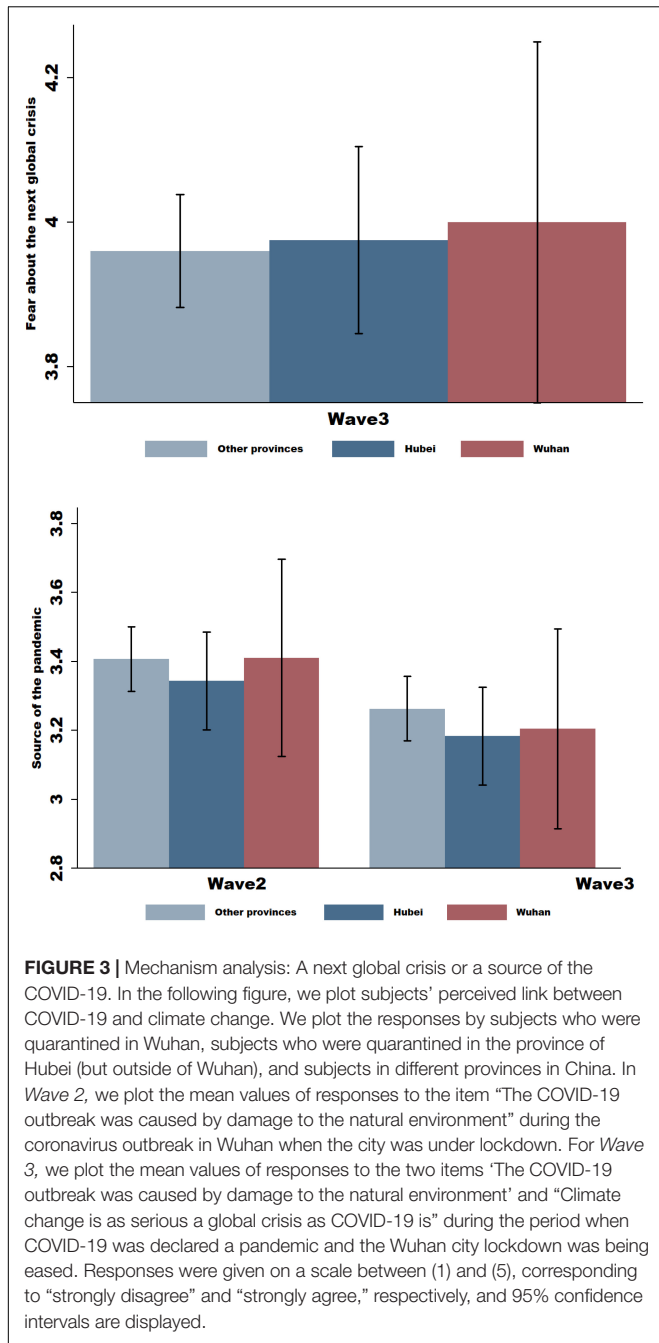 Fear about the next global crisis
4.2
4
3.8
Wave3
Other provinces
Hubei
Wuhan
Source of the pandemic
3.8
3.6
3.4
3.2
3
2.8
Wave2
Wave3
Other provinces
Hubei
Wuhan
FIGURE 3 | Mechanism analysis: A next global crisis or a source of the
COVID-19. In the following figure, we plot subjects' perceived link between
COVID-19 and climate change. We plot the responses by subjects who were
quarantined in Wuhan, subjects who were quarantined in the province of
Hubei (but outside of Wuhan), and subjects in different provinces in China. In
Wave 2, we plot the mean values of responses to the item “The COVID-19
outbreak was caused by damage to the natural environment” during the
coronavirus outbreak in Wuhan when the city was under lockdown. For Wave
3, we plot the mean values of responses to the two items ‘The COVID-19
outbreak was caused by damage to the natural environment’ and “Climate
change is as serious a global crisis as COVID-19 is” during the period when
COVID-19 was declared a pandemic and the Wuhan city lockdown was being
eased. Responses were given on a scale between (1) and (5), corresponding
to “strongly disagree” and “strongly agree,” respectively, and 95% confidence
intervals are displayed.